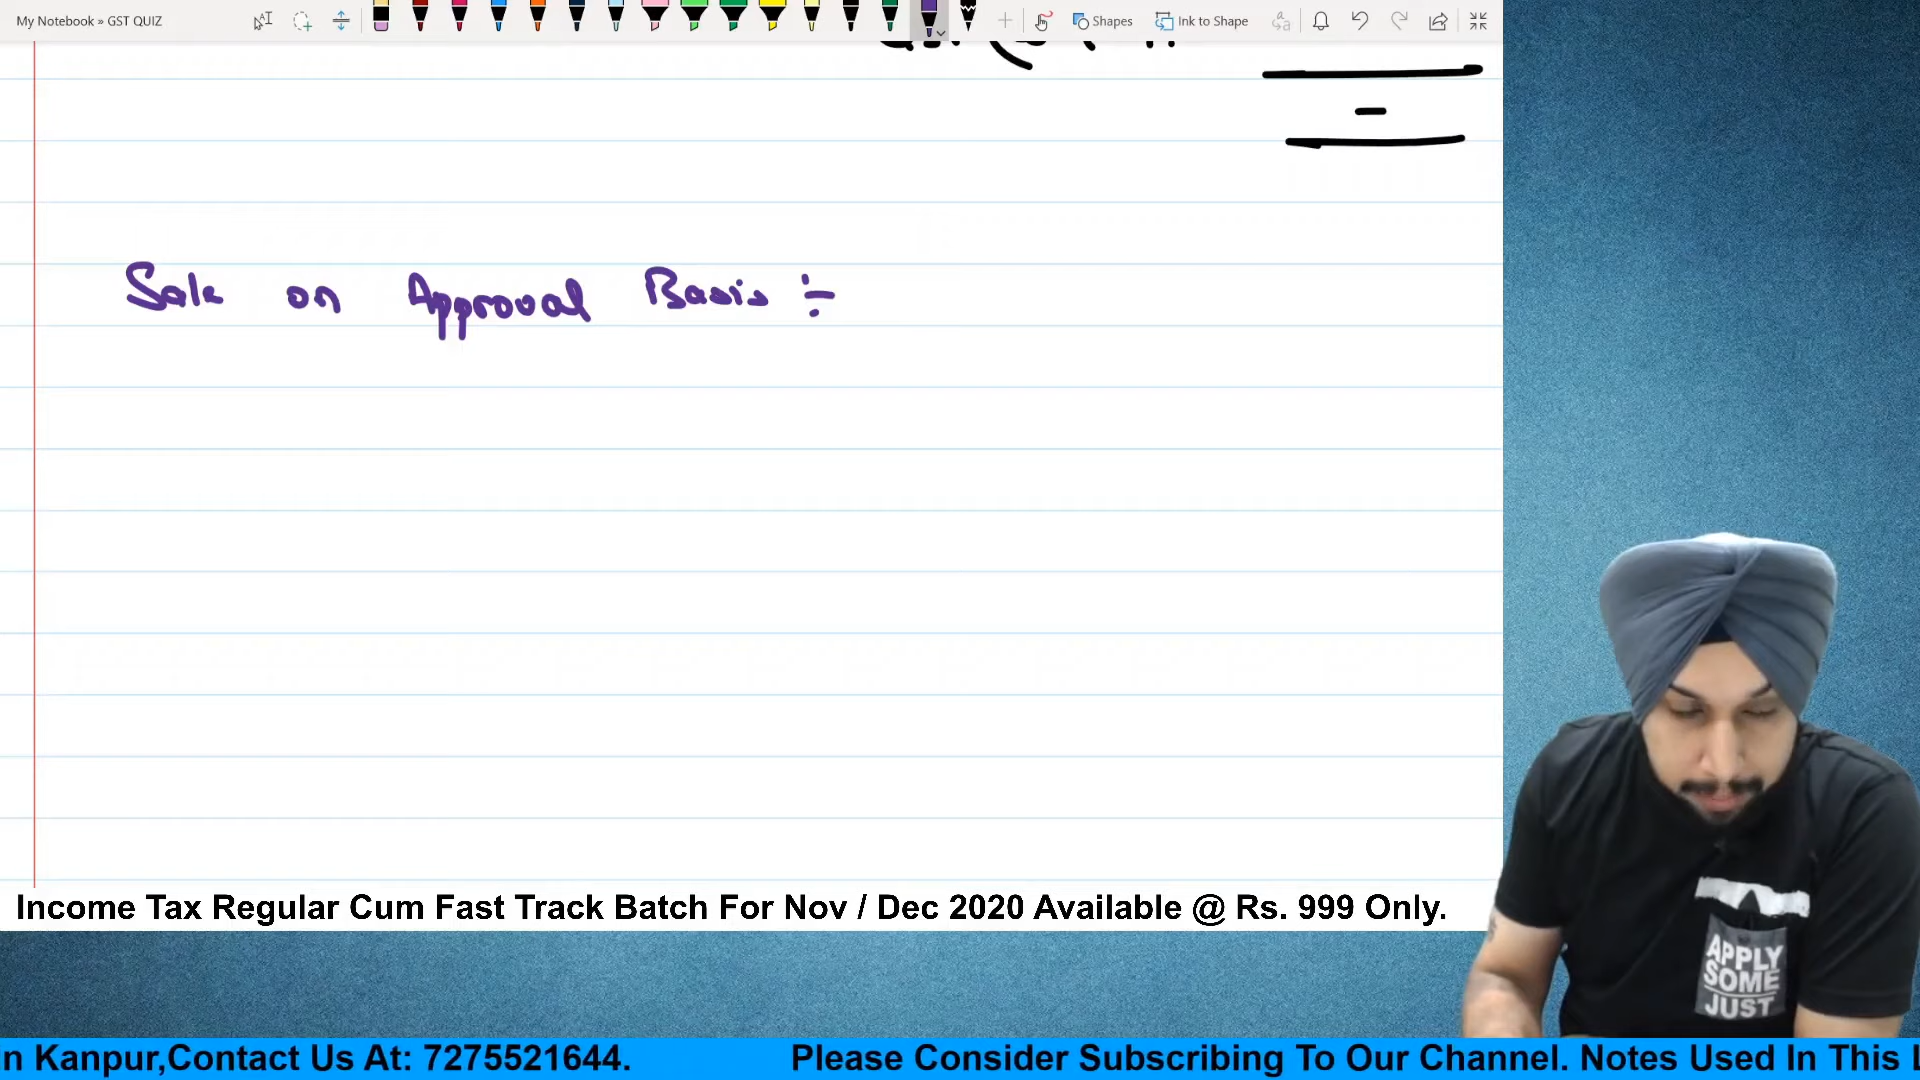 My Notebook » GST QUIZ
Shapes
Ink to Shape
Sale on Approval Basis :-
APPLY
SOME
JUST
Income Tax Regular Cum Fast Track Batch For Nov / Dec 2020 Available @ Rs. 999 Only.
n Kanpur,Contact Us At: 7275521644. Please Consider Subscribing To Our Channel. Notes Used In This